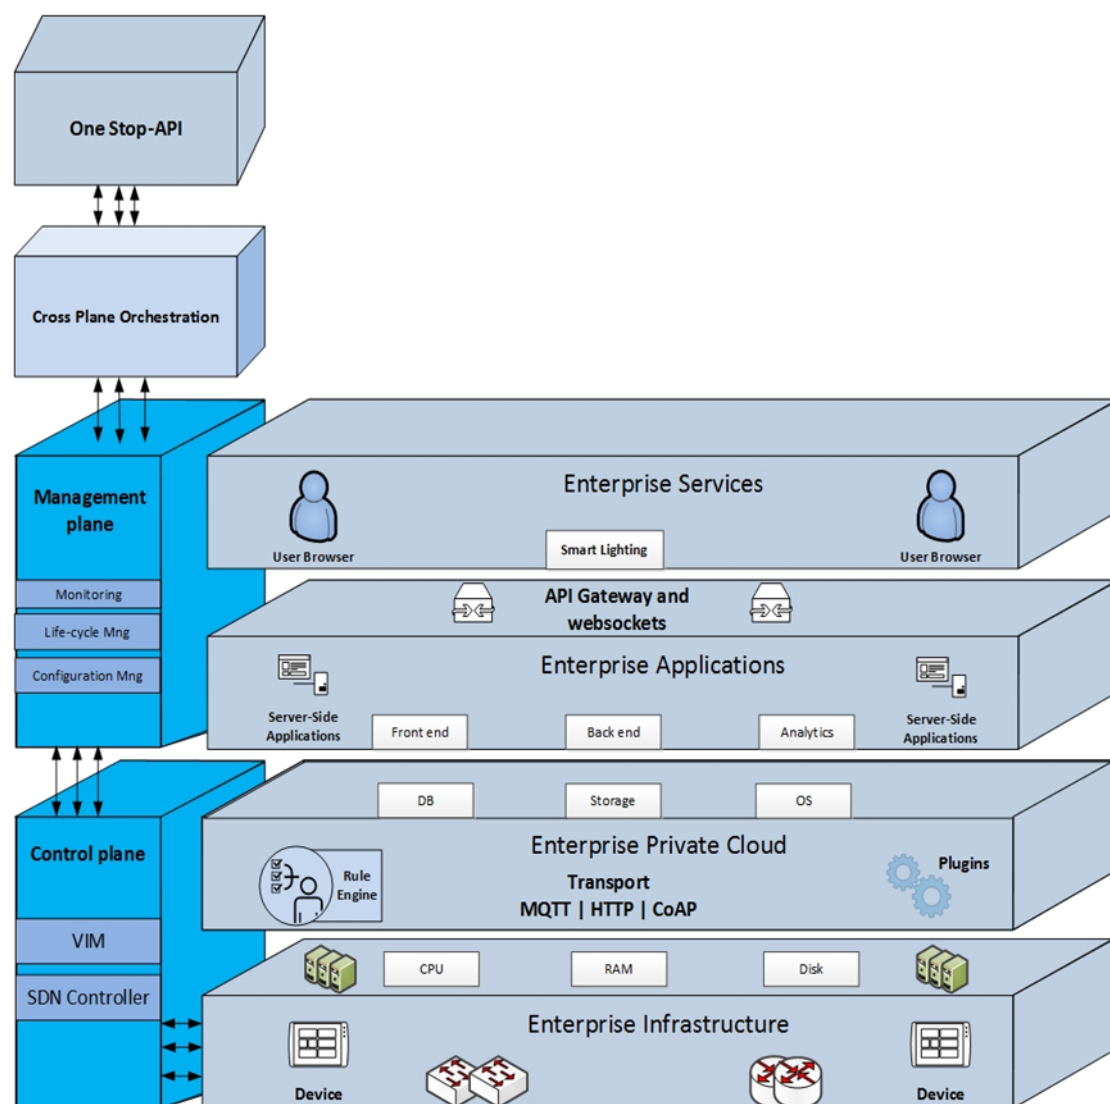 One Stop-API
Cross Plane Orchestration
Management
plane
Monitoring
Life-cycle Mng
Configuration Mng
Enterprise Services
User Browser
User Browser
Smart Lighting
API Gateway and
websockets
Enterprise Applications
Server-Side
Applications
Server-Side
Applications
Front end
Back end
Analytics
Control plane
VIM
SDN Controller
DB
Storage
OS
Enterprise Private Cloud
Rule
Engine
Transport
MQTT | HTTP | CoAP
Plugins
CPU
RAM
Disk
Enterprise Infrastructure
Device
Device